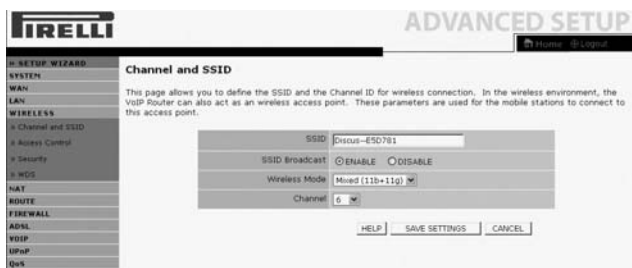 PIRELLI
ADVANCED SETUP
Home Logout
» SETUP WIZARD
SYSTEM
WAN
LAN
WIRELESS
» Channel and SSID
» Access Control
» Security
» WDS
NAT
ROUTE
FIREWALL
ADSL
VOIP
UPnP
QoS
Channel and SSID
This page allows you to define the SSID and the Channel ID for wireless connection. In the wireless environment, the
VoIP Router can also act as an wireless access point. These parameters are used for the mobile stations to connect to
this access point.
SSID Discus--E5D781
SSID Broadcast ENABLE DISABLE
Wireless Mode Mixed (11b+11g)
Channel 6
HELP SAVE SETTINGS CANCEL